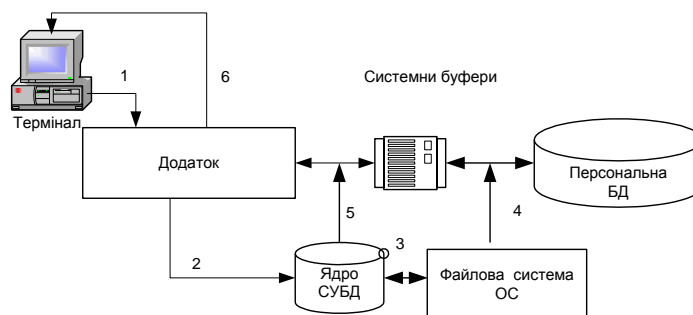 1
6
Системни буфери
Термінал
Додаток
Персональна
БД
5
4
2
3
Ядро
СУБД
Файлова система
ОС